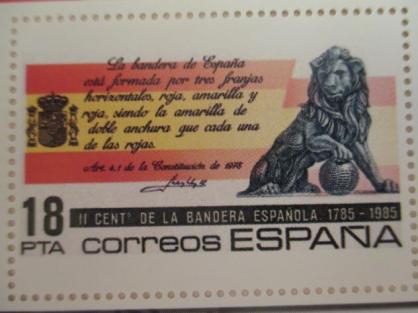 La bandera de España
está formada por tres franjas
horizontales, roja, amarilla y
roja, siendo la amarilla de
doble anchura que cada una
de las rojas.
Art. 4.1 de la Constitución de 1978
18
PTA
II CENT° DE LA BANDERA ESPAÑOLA. 1785-1985
correos ESPAÑA